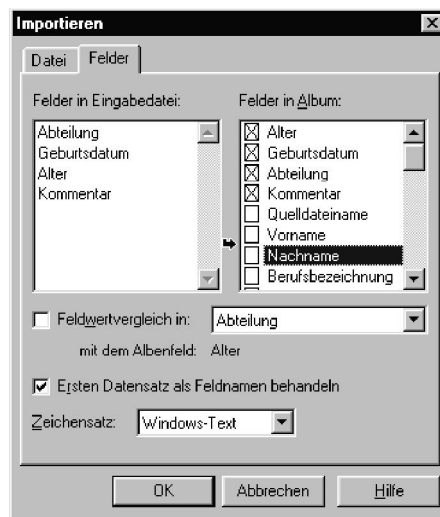 Importieren
Datei Felder
Felder in Eingabedatei: Felder in Album:
Abteilung
Geburtsdatum
Alter
Kommentar
Alter
Geburtsdatum
Abteilung
Kommentar
Quelldateiname
Vorname
Nachname
Berufsbezeichnung
Feldwertvergleich in: Abteilung
mit dem Albenfeld: Alter
Ersten Datensatz als Feldnamen behandeln
Zeichensatz: Windows-Text
OK Abbrechen Hilfe